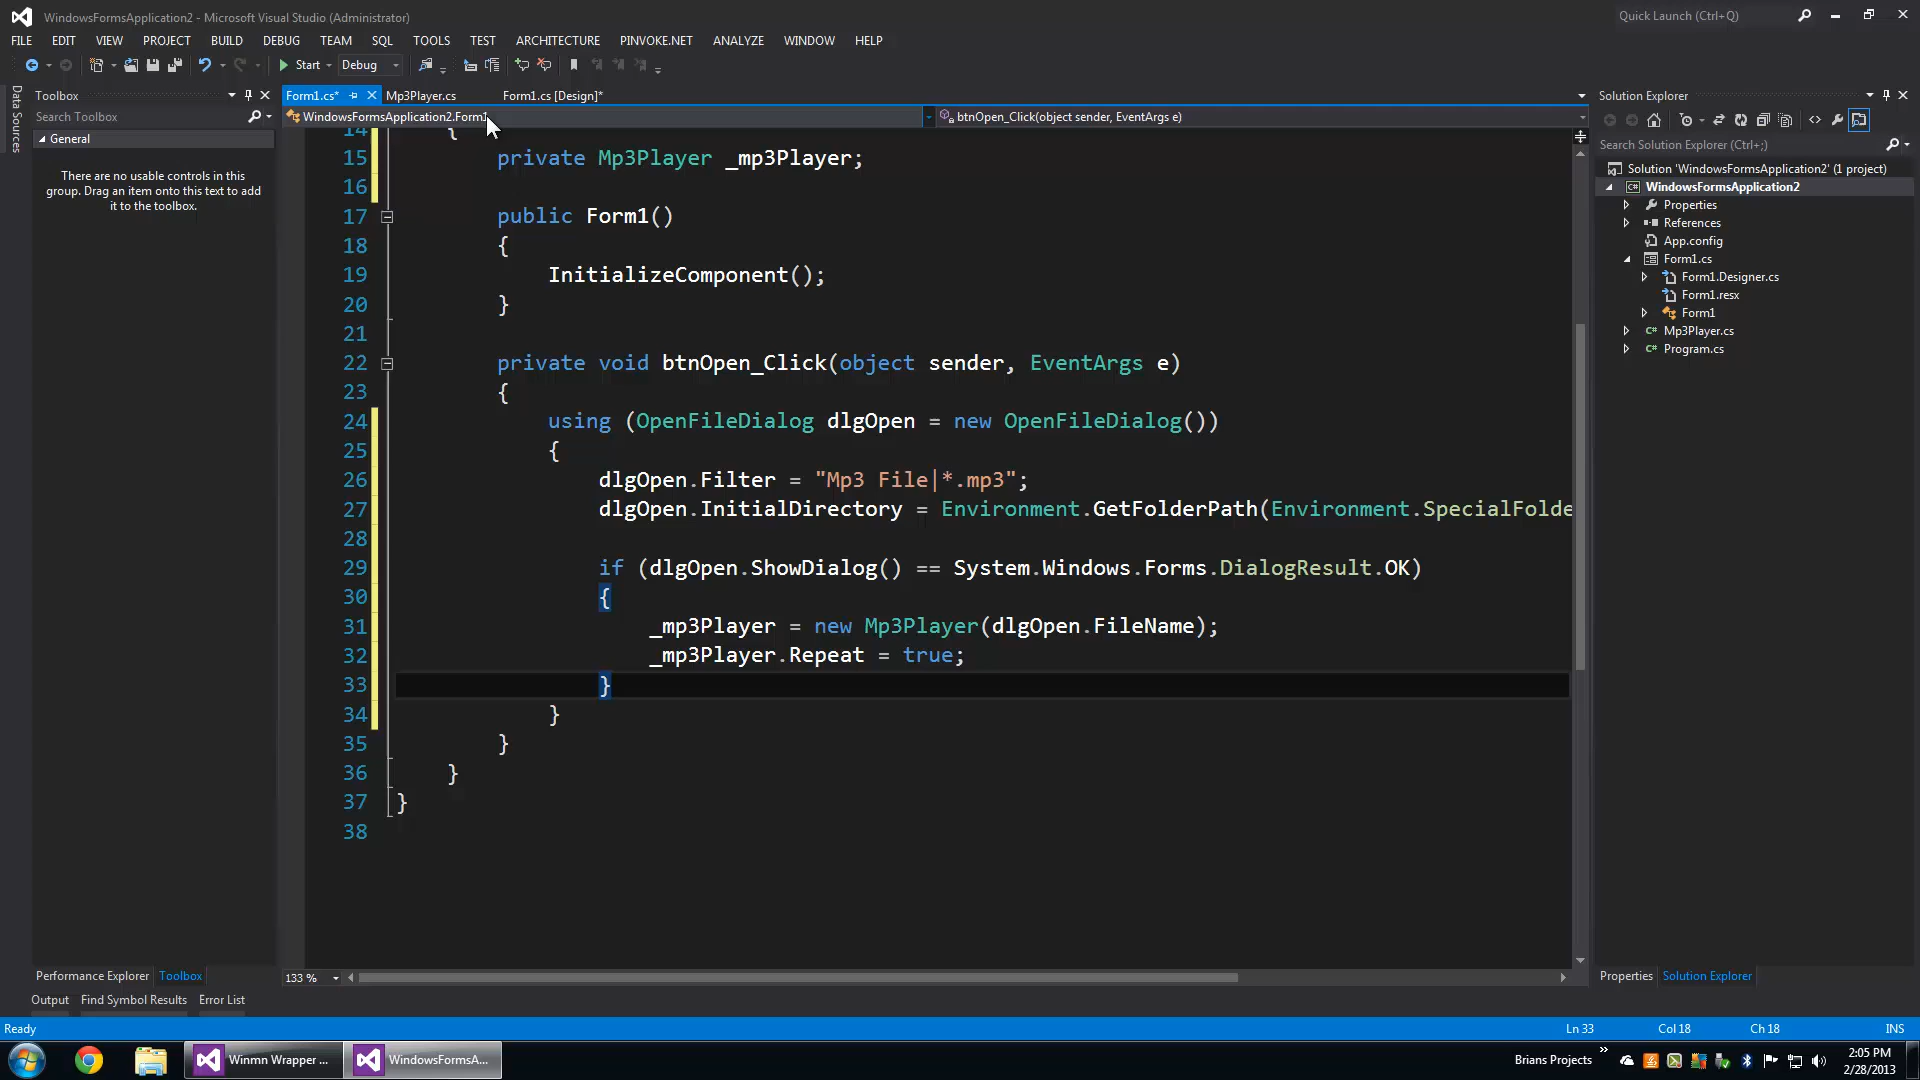 WindowsFormsApplication2 - Microsoft Visual Studio (Administrator)
Quick Launch (Ctrl+Q)
FILE EDIT VIEW PROJECT BUILD DEBUG TEAM SQL TOOLS TEST ARCHITECTURE PINVOKE.NET ANALYZE WINDOW HELP
Start Debug
Data Sources
Toolbox
Search Toolbox
General
There are no usable controls in this
group. Drag an item onto this text to add
it to the toolbox.
Performance Explorer Toolbox
Form1.cs* Mp3Player.cs Form1.cs [Design]*
WindowsFormsApplication2.Form1 btnOpen_Click(object sender, EventArgs e)
14 {
15 private Mp3Player _mp3Player;
16
17 public Form1()
18 {
19 InitializeComponent();
20 }
21
22 private void btnOpen_Click(object sender, EventArgs e)
23 {
24 using (OpenFileDialog dlgOpen = new OpenFileDialog())
25 {
26 dlgOpen.Filter = "Mp3 File|*.mp3";
27 dlgOpen.InitialDirectory = Environment.GetFolderPath(Environment.SpecialFolde
28
29 if (dlgOpen.ShowDialog() == System.Windows.Forms.DialogResult.OK)
30 {
31 _mp3Player = new Mp3Player(dlgOpen.FileName);
32 _mp3Player.Repeat = true;
33 }
34 }
35 }
36 }
37 }
38
133 %
Solution Explorer
Search Solution Explorer (Ctrl+;)
Solution 'WindowsFormsApplication2' (1 project)
C# WindowsFormsApplication2
Properties
References
App.config
Form1.cs
Form1.Designer.cs
Form1.resx
Form1
C# Mp3Player.cs
C# Program.cs
Properties Solution Explorer
Output Find Symbol Results Error List
Ready Ln 33 Col 18 Ch 18 INS
Winmn Wrapper ... WindowsFormsA...
Brians Projects
2:05 PM
2/28/2013